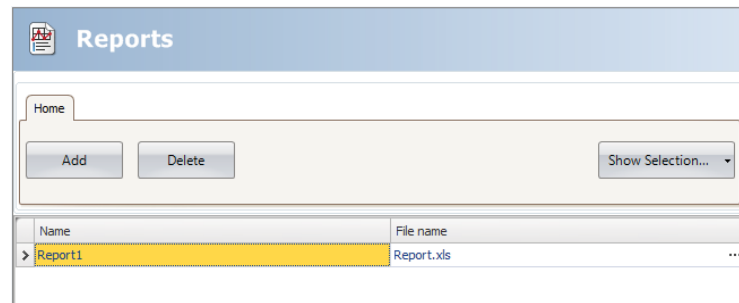 Reports
Home
Add Delete Show Selection...
Name File name
Report1 Report.xls ...